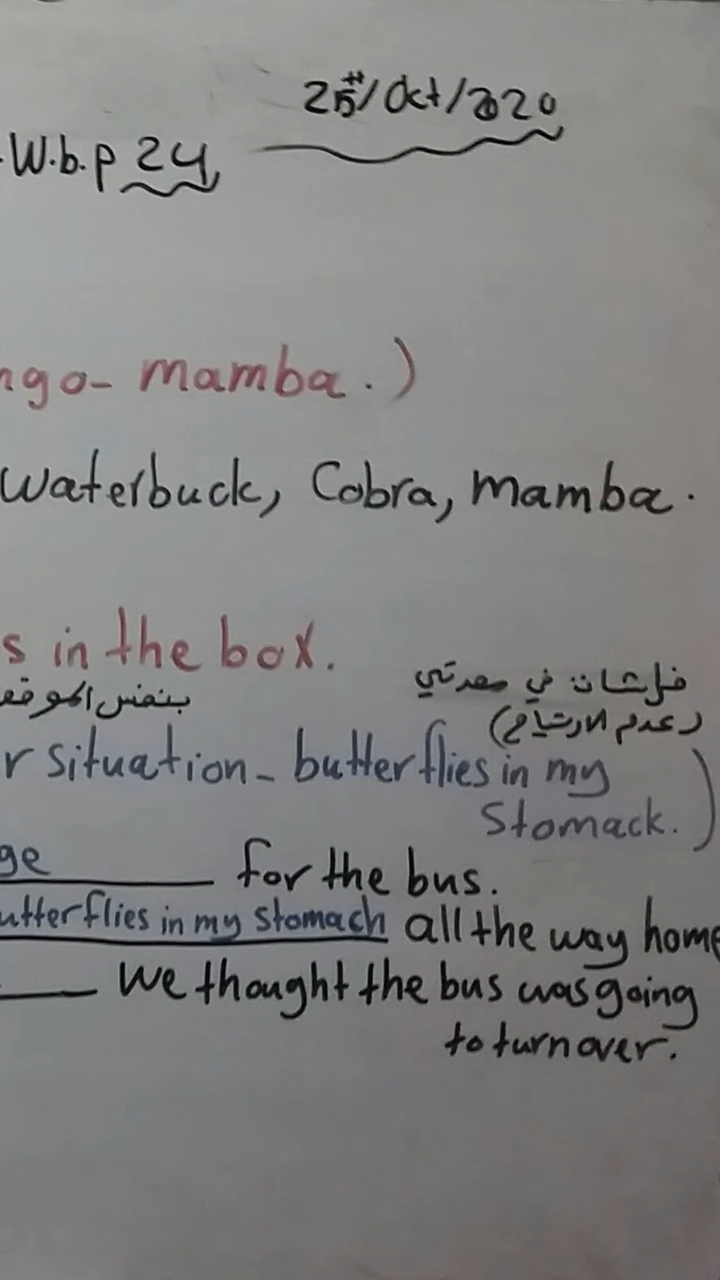 25th/Oct/2020
W.b.p 24
ngo- mamba.)
waterbuck, Cobra, mamba.
s in the box.
فراشات في معدتي
بنفس الموقف
(عدم الارتياح)
r situation - butterflies in my
Stomack.)
ge for the bus.
utterflies in my stomach all the way home
We thought the bus was going
to turnover.